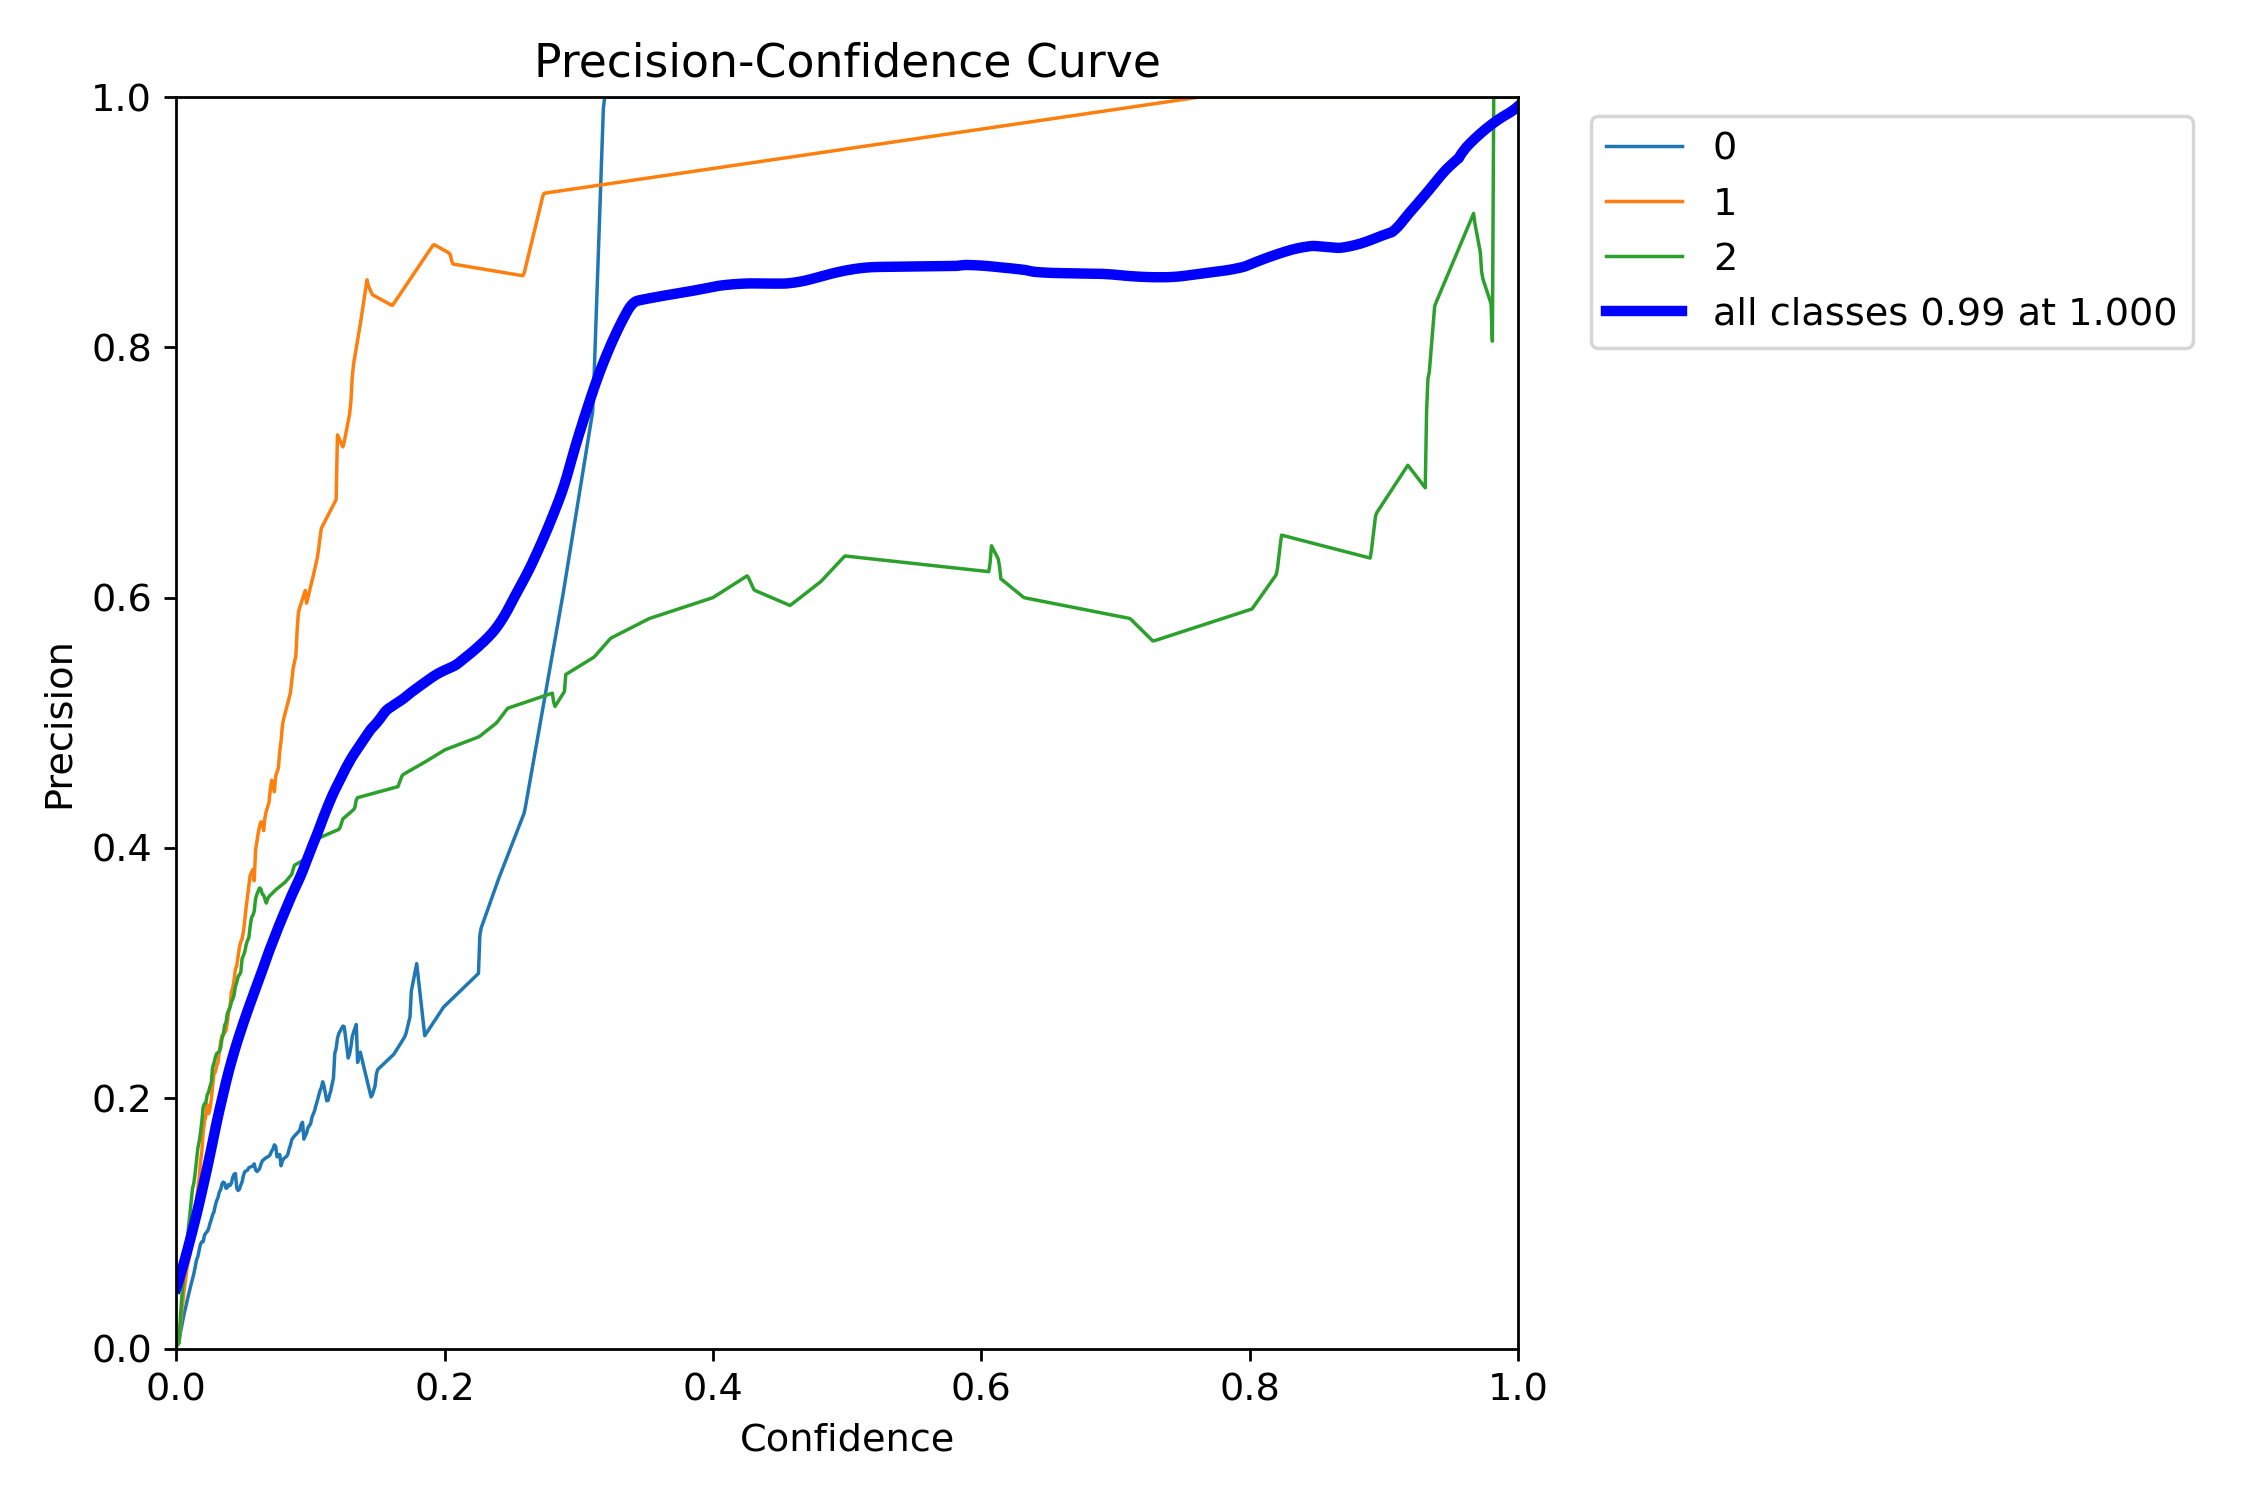 Precision-Confidence Curve
1.0
0.8
0.6
0.4
0.2
0.0
Precision
0.0 0.2 0.4 0.6 0.8 1.0
Confidence
0
1
2
all classes 0.99 at 1.000